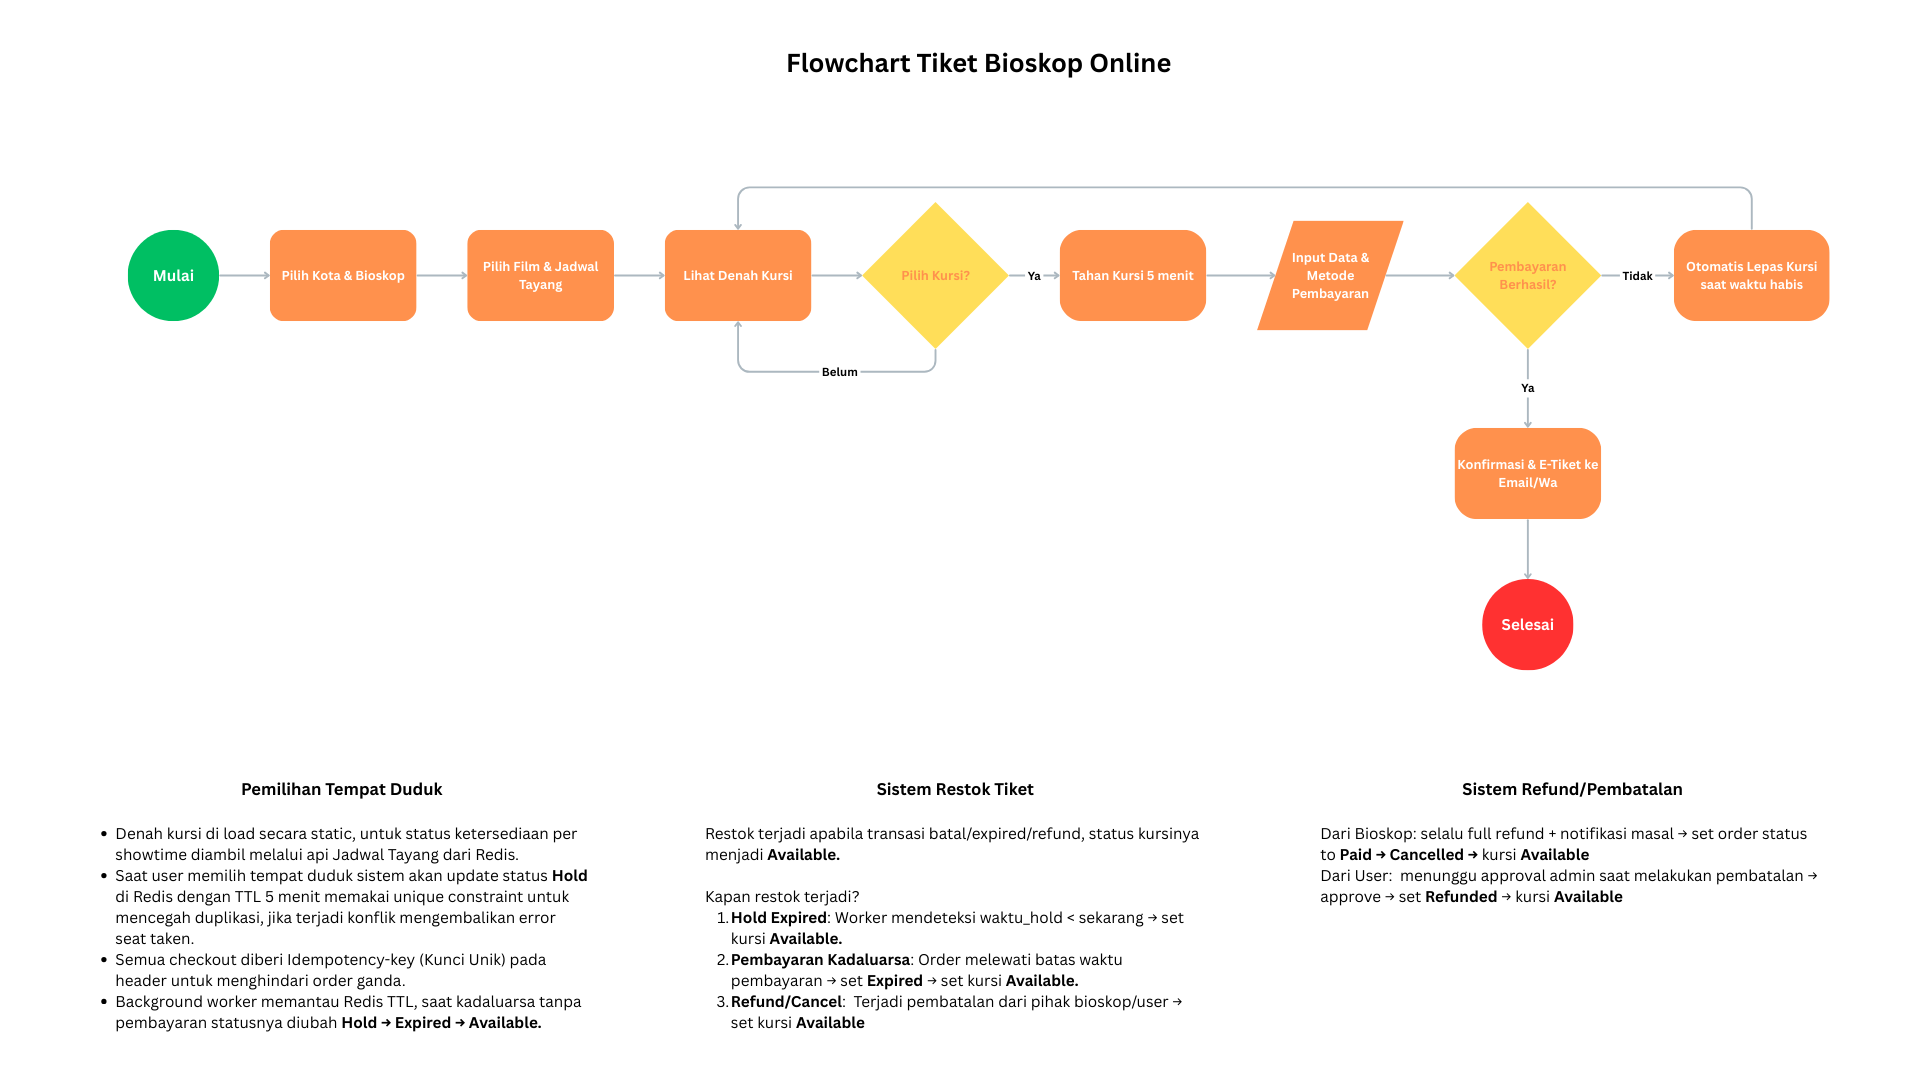 Flowchart Tiket Bioskop Online
Mulai
Pilih Kota & Bioskop
Pilih Film & Jadwal
Tayang
Lihat Denah Kursi
Pilih Kursi?
Ya
Tahan Kursi 5 menit
Input Data &
Metode
Pembayaran
Pembayaran
Berhasil?
Tidak
Otomatis Lepas Kursi
saat waktu habis
Belum
Ya
Konfirmasi & E-Tiket ke
Email/Wa
Selesai
Pemilihan Tempat Duduk
• Denah kursi di load secara static, untuk status ketersediaan per
showtime diambil melalui api Jadwal Tayang dari Redis.
• Saat user memilih tempat duduk sistem akan update status Hold
di Redis dengan TTL 5 menit memakai unique constraint untuk
mencegah duplikasi, jika terjadi konflik mengembalikan error
seat taken.
• Semua checkout diberi Idempotency-key (Kunci Unik) pada
header untuk menghindari order ganda.
• Background worker memantau Redis TTL, saat kadaluarsa tanpa
pembayaran statusnya diubah Hold → Expired → Available.
Sistem Restok Tiket
Restok terjadi apabila transasi batal/expired/refund, status kursinya
menjadi Available.
Kapan restok terjadi?
1. Hold Expired: Worker mendeteksi waktu_hold < sekarang → set
kursi Available.
2. Pembayaran Kadaluarsa: Order melewati batas waktu
pembayaran → set Expired → set kursi Available.
3. Refund/Cancel: Terjadi pembatalan dari pihak bioskop/user →
set kursi Available
Sistem Refund/Pembatalan
Dari Bioskop: selalu full refund + notifikasi masal → set order status
to Paid → Cancelled → kursi Available
Dari User: menunggu approval admin saat melakukan pembatalan →
approve → set Refunded → kursi Available